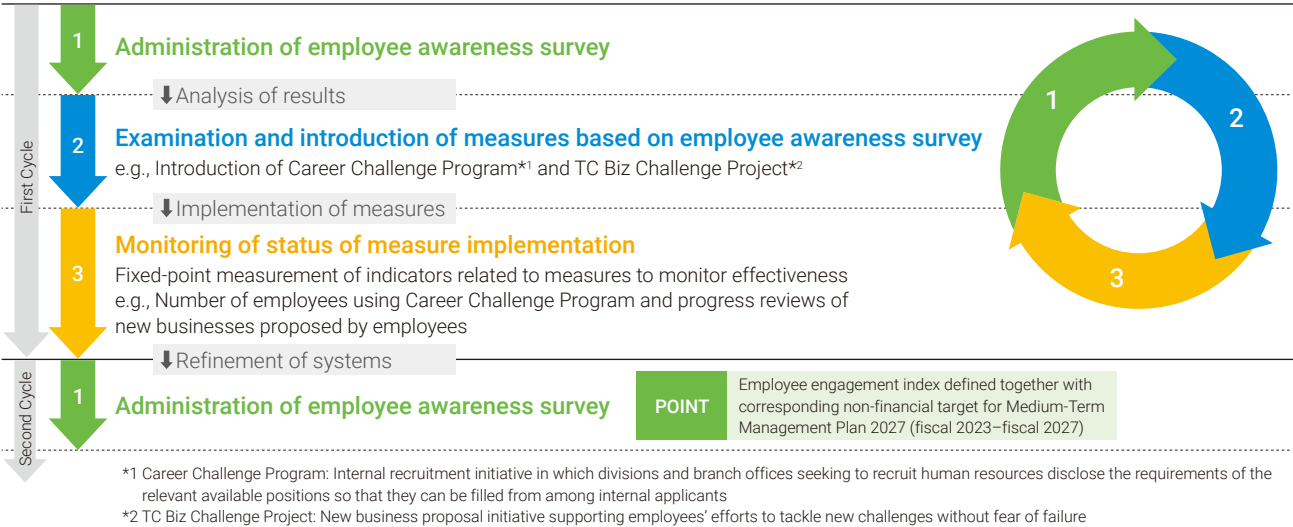 First Cycle
1
Administration of employee awareness survey
⬇Analysis of results
2
Examination and introduction of measures based on employee awareness survey
e.g., Introduction of Career Challenge Program*1 and TC Biz Challenge Project*2
⬇Implementation of measures
3
Monitoring of status of measure implementation
Fixed-point measurement of indicators related to measures to monitor effectiveness
e.g., Number of employees using Career Challenge Program and progress reviews of
new businesses proposed by employees
⬇Refinement of systems
1
2
3
Second Cycle
1
Administration of employee awareness survey
POINT
Employee engagement index defined together with
corresponding non-financial target for Medium-Term
Management Plan 2027 (fiscal 2023–fiscal 2027)
*1 Career Challenge Program: Internal recruitment initiative in which divisions and branch offices seeking to recruit human resources disclose the requirements of the
relevant available positions so that they can be filled from among internal applicants
*2 TC Biz Challenge Project: New business proposal initiative supporting employees' efforts to tackle new challenges without fear of failure